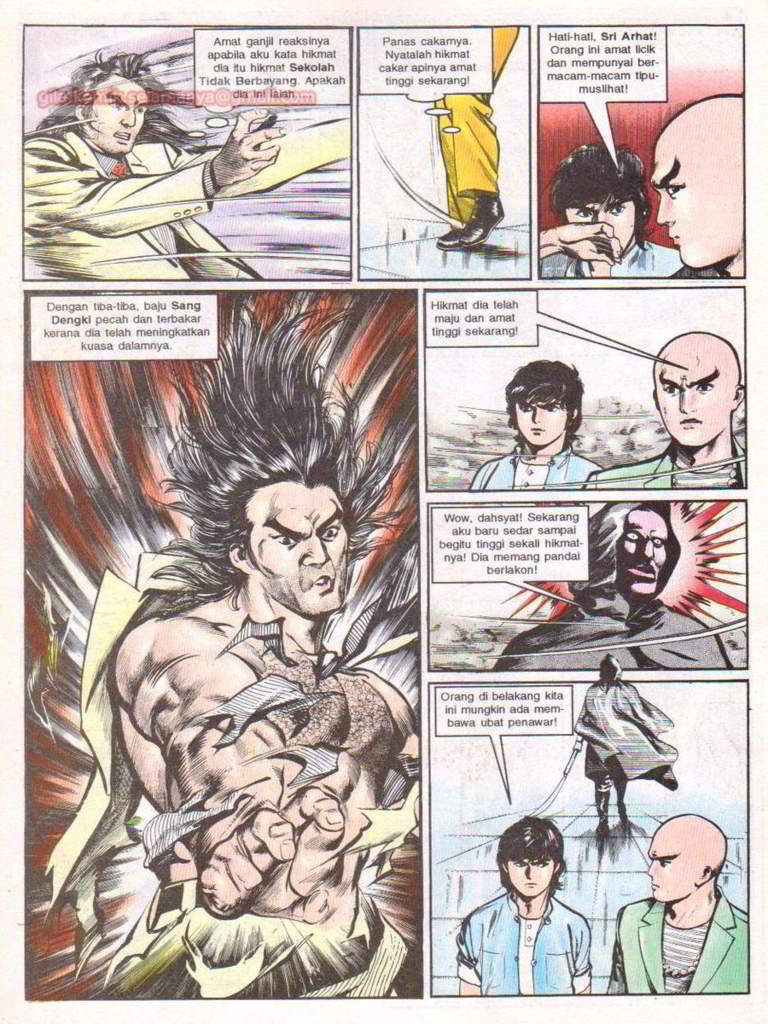 Amat ganjil reaksinya
apabila aku kata hikmat
dia itu hikmat Sekolah
Tidak Berbayang. Apakah
dia ini ialah...
Panas cakarnya.
Nyatalah hikmat
cakar apinya amat
tinggi sekarang!
Hati-hati, Sri Arhat!
Orang ini amat licik
dan mempunyai ber-
macam-macam tipu-
muslihat!
Dengan tiba-tiba, baju Sang
Dengki pecah dan terbakar
kerana dia telah meningkatkan
kuasa dalamnya.
Hikmat dia telah
maju dan amat
tinggi sekarang!
Wow, dahsyat! Sekarang
aku baru sedar sampai
begitu tinggi sekali hikmat-
nya! Dia memang pandai
berlakon!
Orang di belakang kita
ini mungkin ada mem-
bawa ubat penawar!